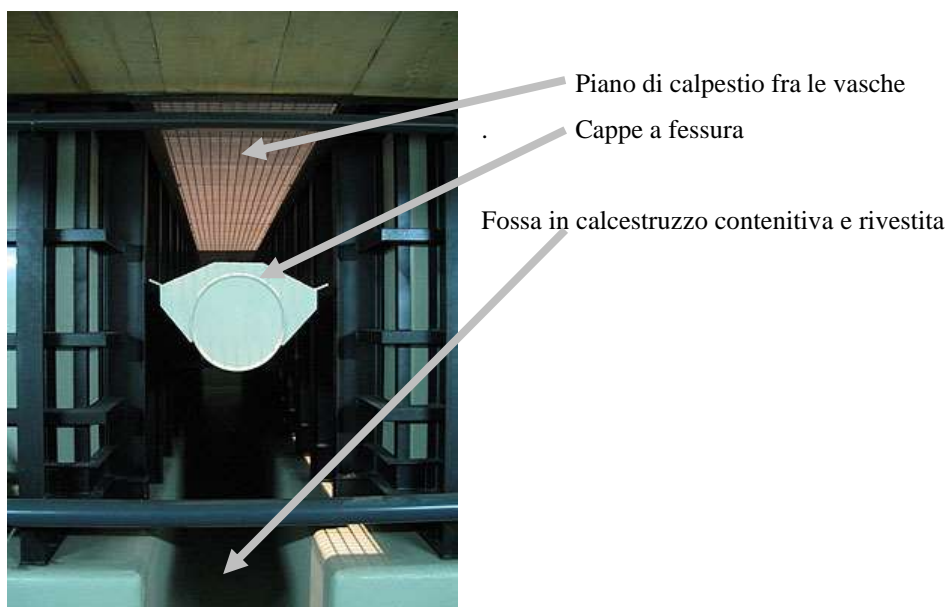 Piano di calpestio fra le vasche
.
Cappe a fessura
Fossa in calcestruzzo contenitiva e rivestita